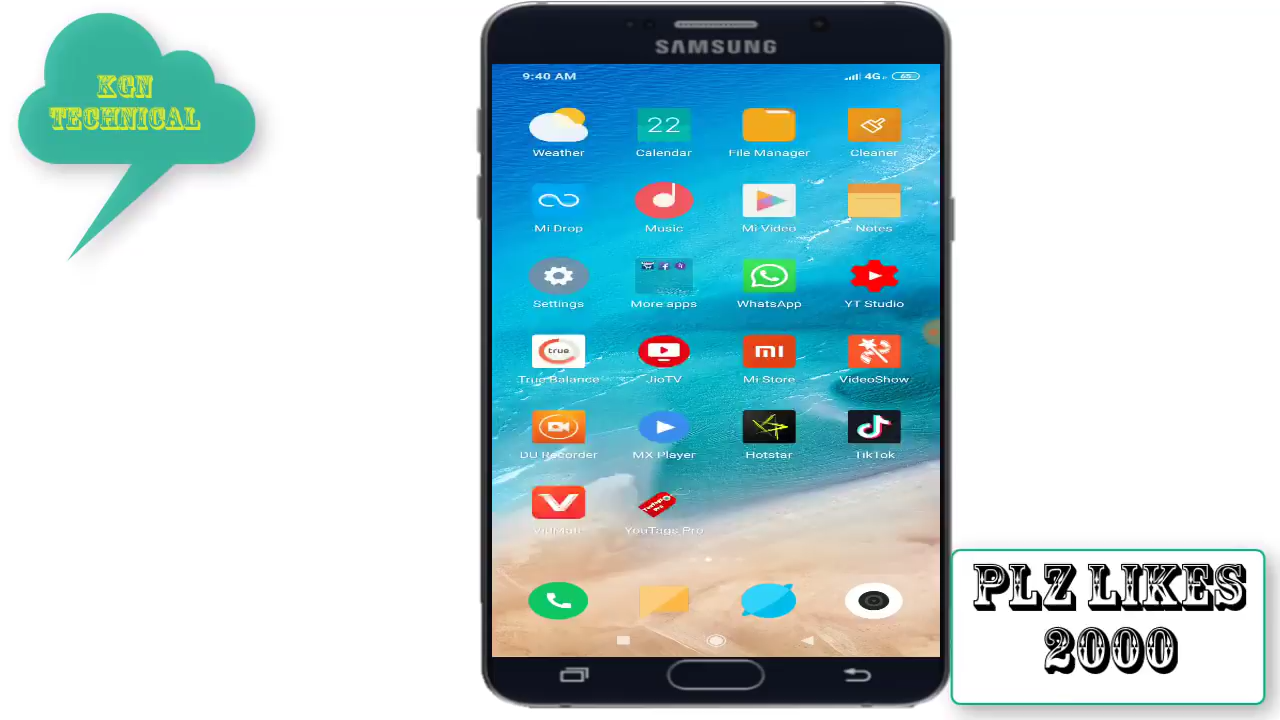 KGN
TECHNICAL
SAMSUNG
9:40 AM
4G
65
22
Weather
Calendar
File Manager
Cleaner
Mi Drop
Music
Mi Video
Notes
Settings
More apps
WhatsApp
YT Studio
true
True Balance
JioTV
mi
Mi Store
VideoShow
DU Recorder
MX Player
Hotstar
TikTok
VidMate
YouTags Pro
PLZ LIKES
2000